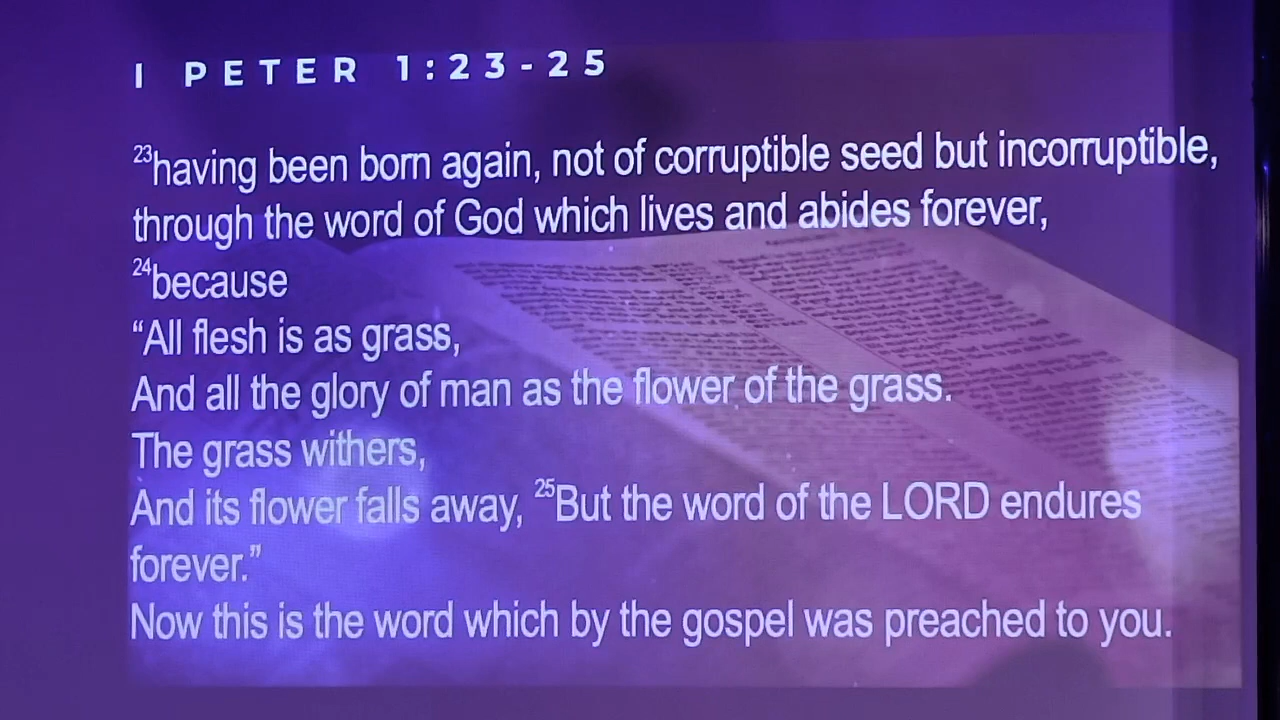 I PETER 1:23-25
²³having been born again, not of corruptible seed but incorruptible,
through the word of God which lives and abides forever,
²⁴because
“All flesh is as grass,
And all the glory of man as the flower of the grass.
The grass withers,
And its flower falls away, ²⁵But the word of the LORD endures
forever.”
Now this is the word which by the gospel was preached to you.